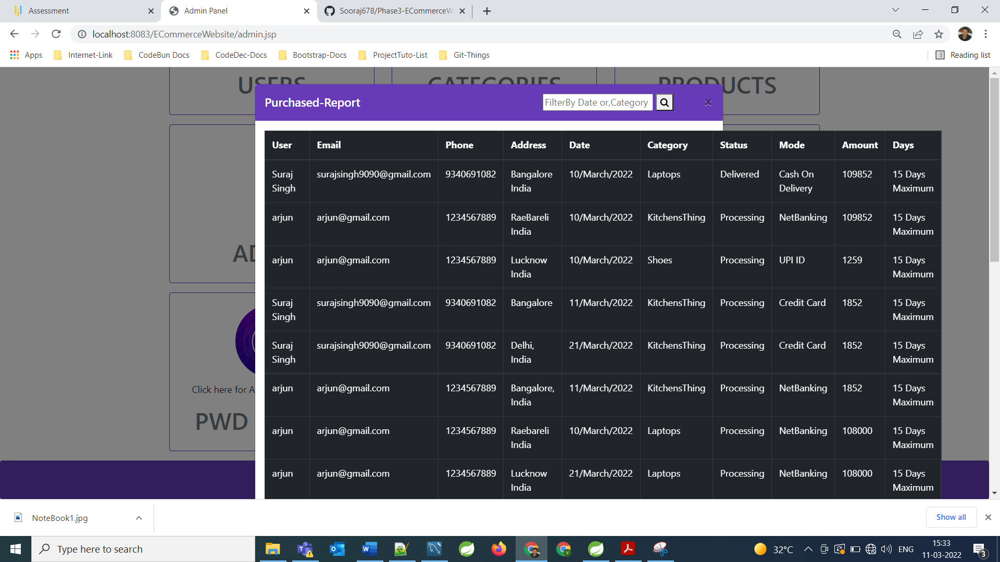 Assessment
Admin Panel
Sooraj678/Phase3-ECommerceW
localhost:8083/ECommerceWebsite/admin.jsp
Apps Internet-Link CodeBun Docs CodeDec-Docs Bootstrap-Docs ProjectTuto-List Git-Things Reading list
USERS CATEGORIES PRODUCTS
Purchased-Report FilterBy Date or,Category ×
User Email Phone Address Date Category Status Mode Amount Days
Suraj Singh surajsingh9090@gmail.com 9340691082 Bangalore India 10/March/2022 Laptops Delivered Cash On Delivery 109852 15 Days Maximum
arjun arjun@gmail.com 1234567889 RaeBareli India 10/March/2022 KitchensThing Processing NetBanking 109852 15 Days Maximum
arjun arjun@gmail.com 1234567889 Lucknow India 10/March/2022 Shoes Processing UPI ID 1259 15 Days Maximum
Suraj Singh surajsingh9090@gmail.com 9340691082 Bangalore 11/March/2022 KitchensThing Processing Credit Card 1852 15 Days Maximum
Suraj Singh surajsingh9090@gmail.com 9340691082 Delhi, India 21/March/2022 KitchensThing Processing Credit Card 1852 15 Days Maximum
arjun arjun@gmail.com 1234567889 Bangalore, India 11/March/2022 KitchensThing Processing NetBanking 1852 15 Days Maximum
arjun arjun@gmail.com 1234567889 Raebareli India 10/March/2022 Laptops Processing NetBanking 108000 15 Days Maximum
arjun arjun@gmail.com 1234567889 Lucknow India 21/March/2022 Laptops Processing NetBanking 108000 15 Days Maximum
AD
Click here for A
PWD
NoteBook1.jpg
Show all
Type here to search
32°C
ENG
15:33
11-03-2022
3